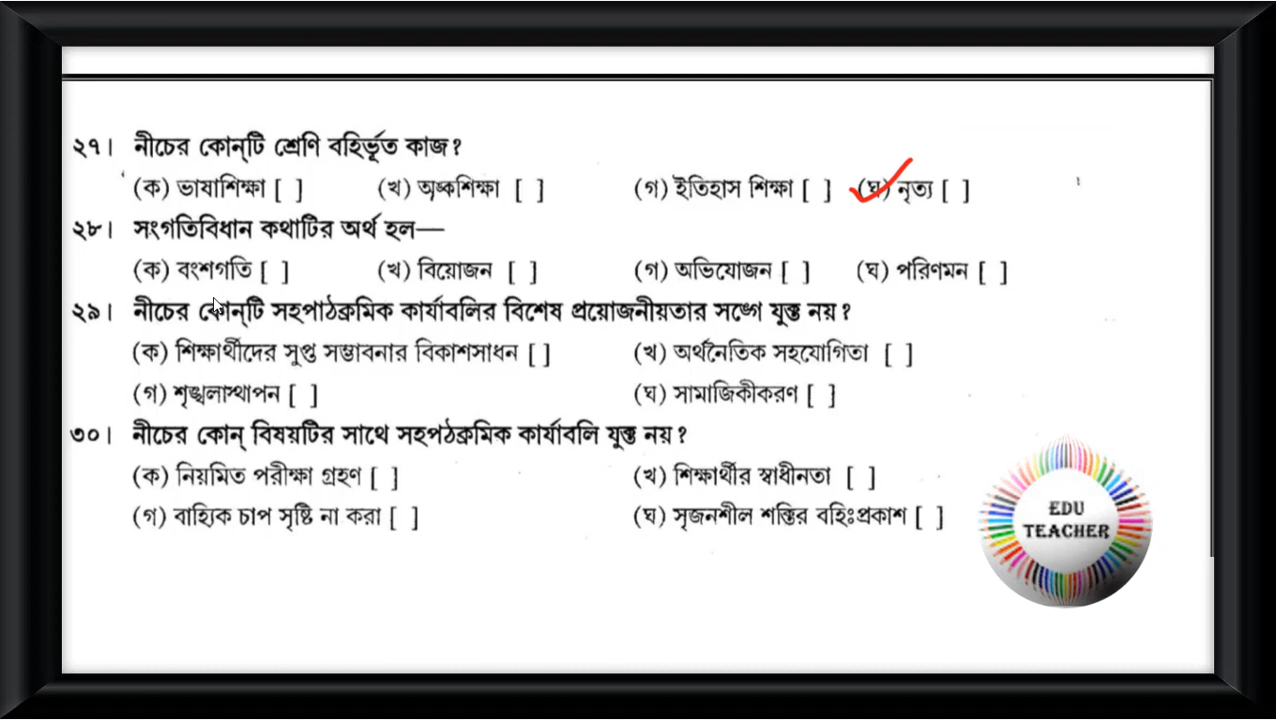 ২৭। নীচের কোন্‌টি শ্রেণি বহির্ভূত কাজ?
(ক) ভাষাশিক্ষা [ ] (খ) অঙ্কশিক্ষা [ ] (গ) ইতিহাস শিক্ষা [ ] (ঘ) নৃত্য [ ]
২৮। সংগতিবিধান কথাটির অর্থ হল—
(ক) বংশগতি [ ] (খ) বিয়োজন [ ] (গ) অভিযোজন [ ] (ঘ) পরিণমন [ ]
২৯। নীচের কোন্‌টি সহপাঠক্রমিক কার্যাবলির বিশেষ প্রয়োজনীয়তার সঙ্গে যুক্ত নয়?
(ক) শিক্ষার্থীদের সুপ্ত সম্ভাবনার বিকাশসাধন [ ] (খ) অর্থনৈতিক সহযোগিতা [ ]
(গ) শৃঙ্খলাস্থাপন [ ] (ঘ) সামাজিকীকরণ [ ]
৩০। নীচের কোন্ বিষয়টির সাথে সহপঠক্রমিক কার্যাবলি যুক্ত নয়?
(ক) নিয়মিত পরীক্ষা গ্রহণ [ ] (খ) শিক্ষার্থীর স্বাধীনতা [ ]
(গ) বাহ্যিক চাপ সৃষ্টি না করা [ ] (ঘ) সৃজনশীল শক্তির বহিঃপ্রকাশ [ ]
EDU
TEACHER